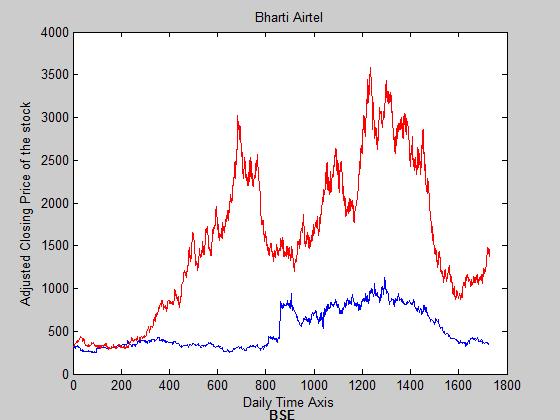 Bharti Airtel
Adjusted Closing Price of the stock
4000
3500
3000
2500
2000
1500
1000
500
0
0 200 400 600 800 1000 1200 1400 1600 1800
Daily Time Axis
BSE